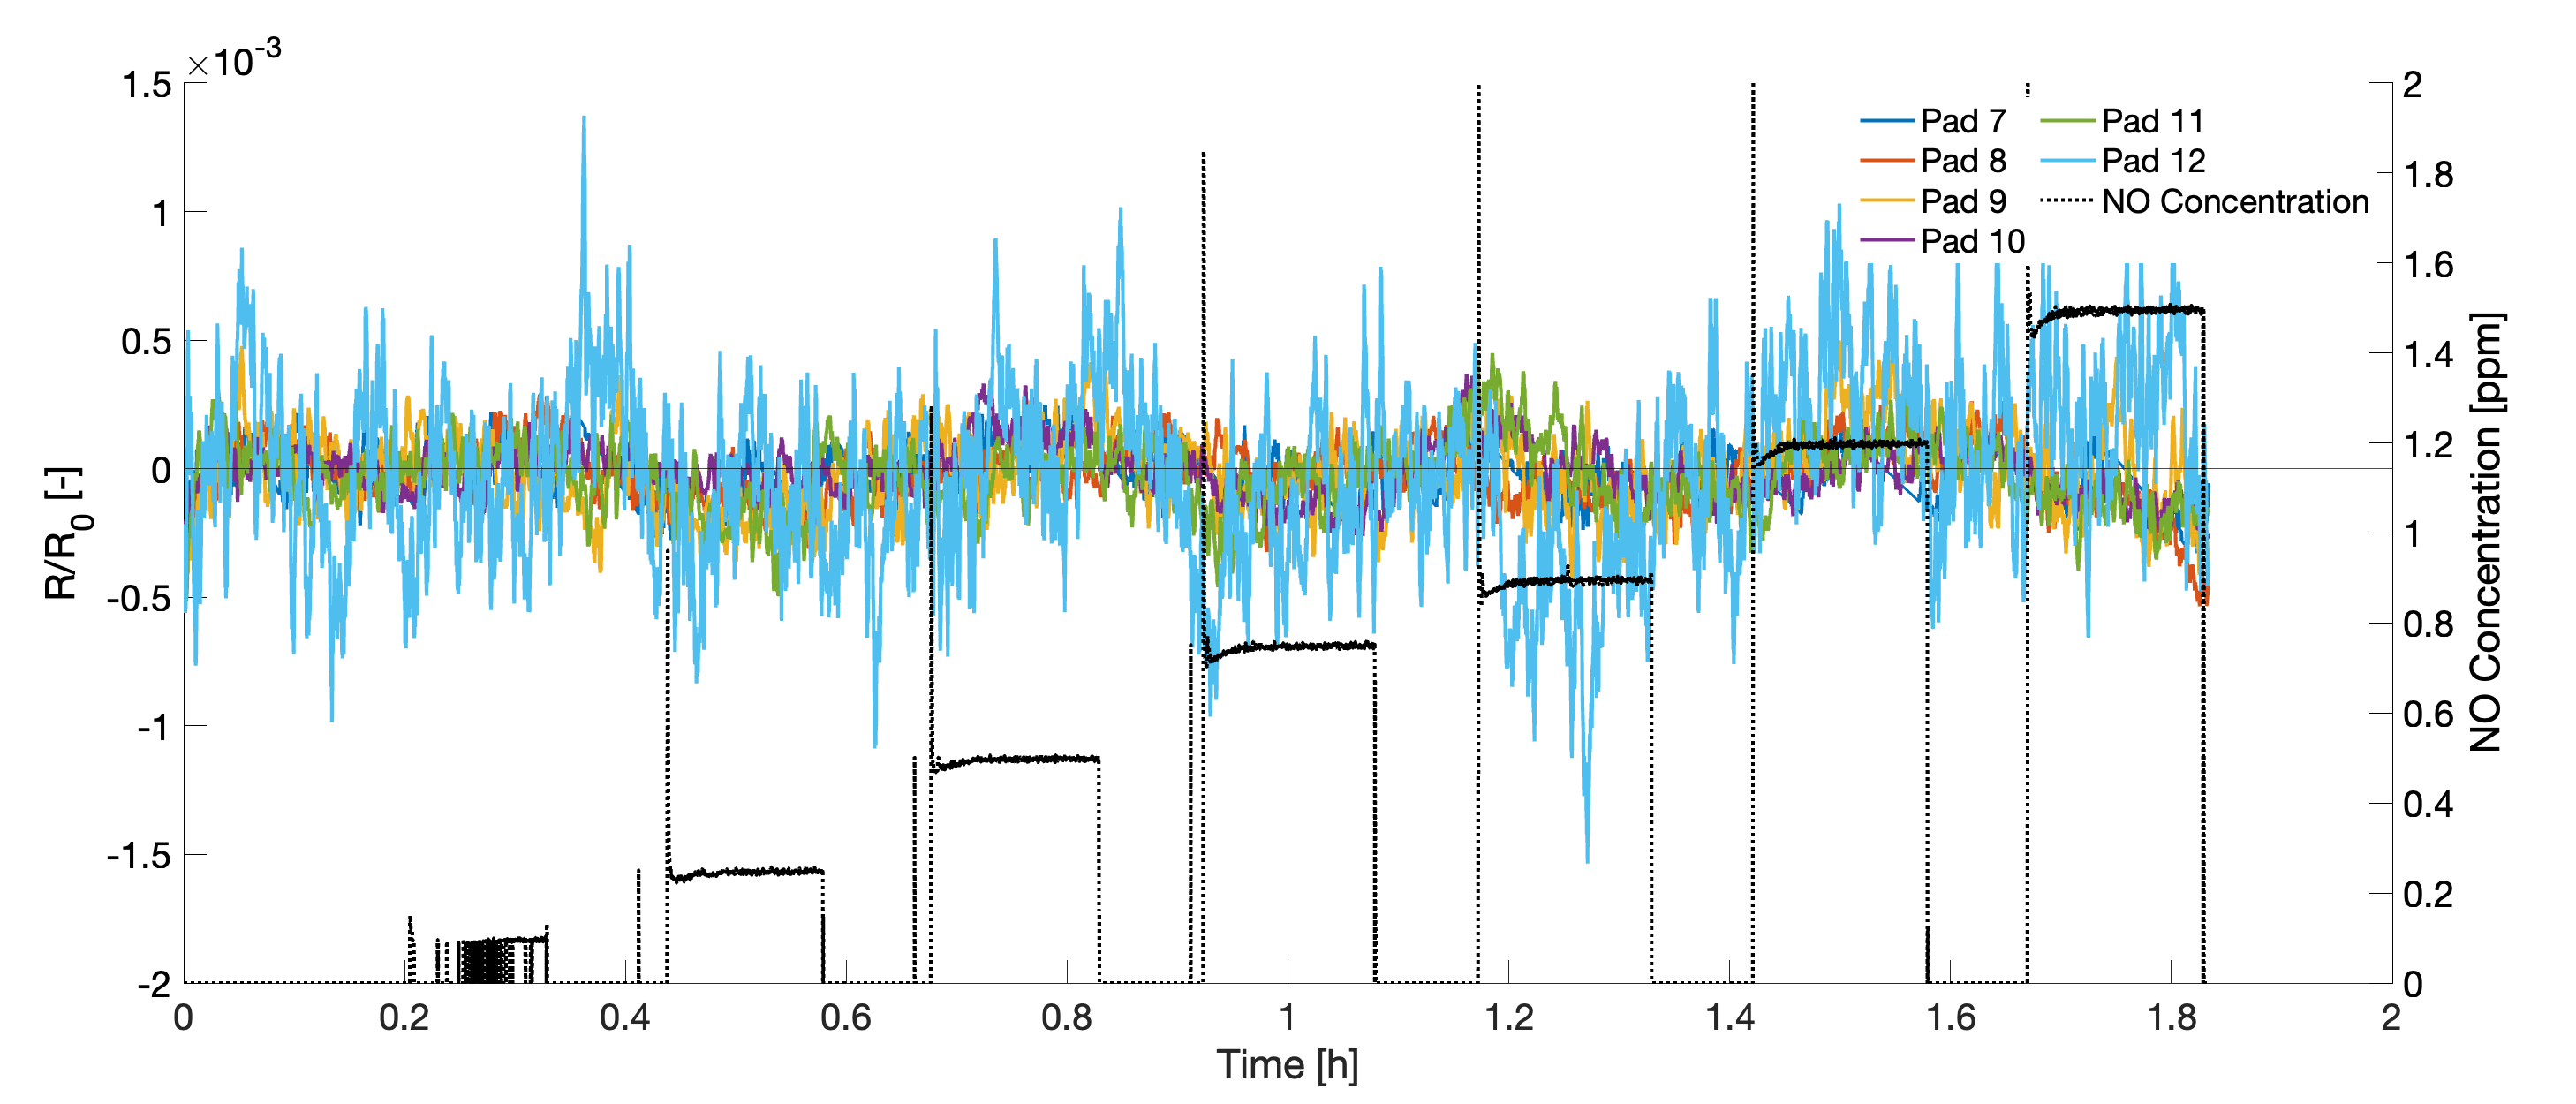 ×10⁻³
1.5
1
0.5
0
-0.5
-1
-1.5
-2
R/R₀ [-]
0 0.2 0.4 0.6 0.8 1 1.2 1.4 1.6 1.8 2
Time [h]
2
1.8
1.6
1.4
1.2
1
0.8
0.6
0.4
0.2
0
NO Concentration [ppm]
Pad 7 Pad 11
Pad 8 Pad 12
Pad 9 NO Concentration
Pad 10